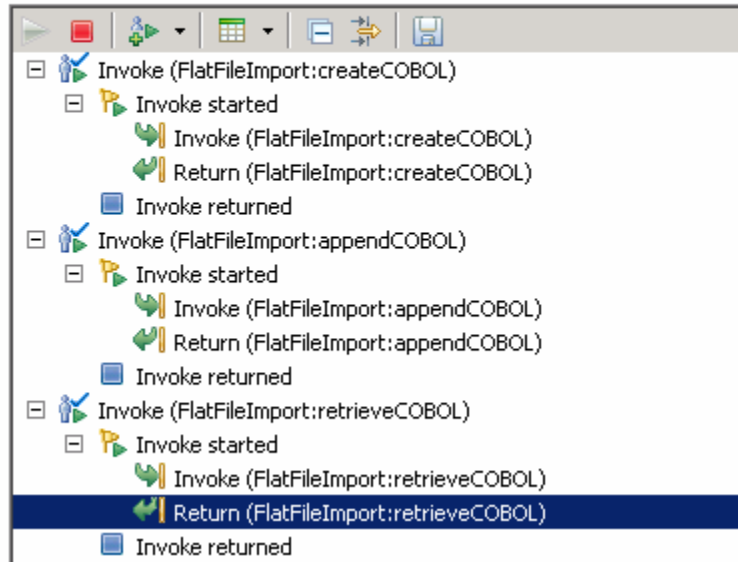 Invoke (FlatFileImport:createCOBOL)
Invoke started
Invoke (FlatFileImport:createCOBOL)
Return (FlatFileImport:createCOBOL)
Invoke returned
Invoke (FlatFileImport:appendCOBOL)
Invoke started
Invoke (FlatFileImport:appendCOBOL)
Return (FlatFileImport:appendCOBOL)
Invoke returned
Invoke (FlatFileImport:retrieveCOBOL)
Invoke started
Invoke (FlatFileImport:retrieveCOBOL)
Return (FlatFileImport:retrieveCOBOL)
Invoke returned